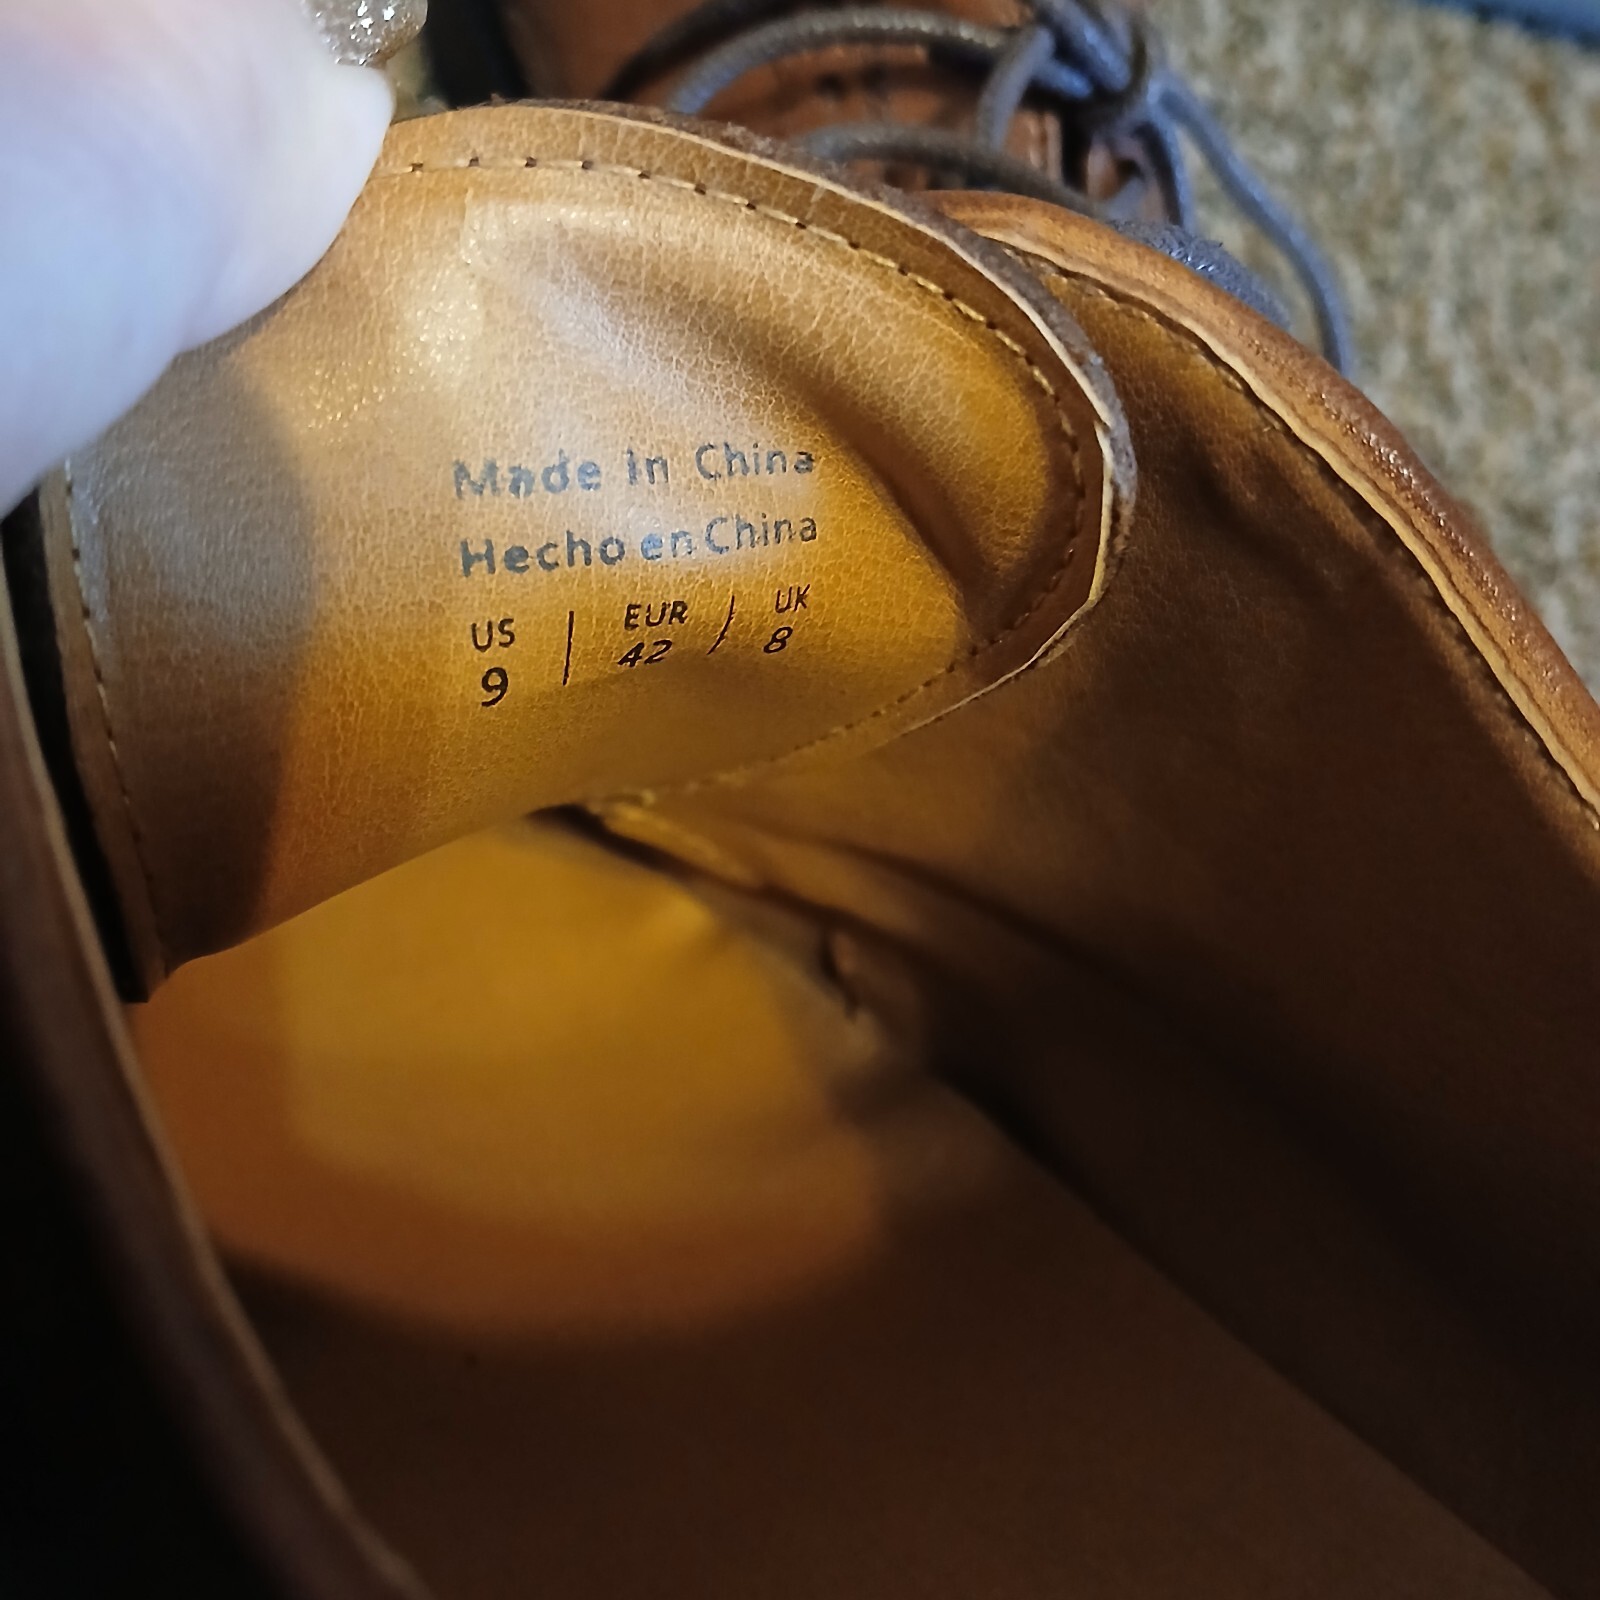 Made in China
Hecho en China
US | EUR / UK
9 | 42 / 8